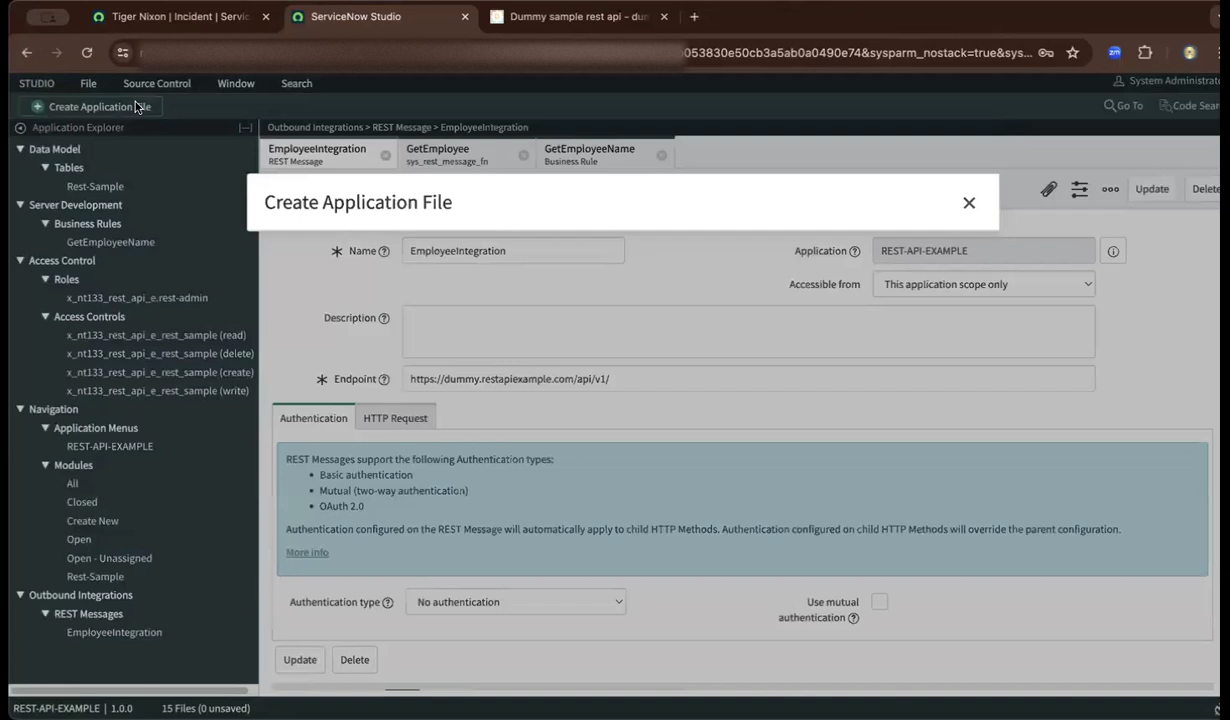 Tiger Nixon | Incident | Servic
ServiceNow Studio
Dummy sample rest api - dum
053830e50cb3a5ab0a0490e74&sysparm_nostack=true&sys...
zm
STUDIO File Source Control Window Search
System Administrat
Create Application File
Go To Code Sear
Application Explorer
Outbound Integrations > REST Message > EmployeeIntegration
EmployeeIntegration
REST Message
GetEmployee
sys_rest_message_fn
GetEmployeeName
Business Rule
Data Model
Tables
Rest-Sample
Server Development
Business Rules
GetEmployeeName
Access Control
Roles
x_nt133_rest_api_e.rest-admin
Access Controls
x_nt133_rest_api_e_rest_sample (read)
x_nt133_rest_api_e_rest_sample (delete)
x_nt133_rest_api_e_rest_sample (create)
x_nt133_rest_api_e_rest_sample (write)
Navigation
Application Menus
REST-API-EXAMPLE
Modules
All
Closed
Create New
Open
Open - Unassigned
Rest-Sample
Outbound Integrations
REST Messages
EmployeeIntegration
Create Application File
Update Delete
Name EmployeeIntegration
Application REST-API-EXAMPLE
Accessible from This application scope only
Description
Endpoint https://dummy.restapiexample.com/api/v1/
Authentication HTTP Request
REST Messages support the following Authentication types:
• Basic authentication
• Mutual (two-way authentication)
• OAuth 2.0
Authentication configured on the REST Message will automatically apply to child HTTP Methods. Authentication configured on child HTTP Methods will override the parent configuration.
More info
Authentication type No authentication
Use mutual
authentication
Update Delete
REST-API-EXAMPLE | 1.0.0 15 Files (0 unsaved)